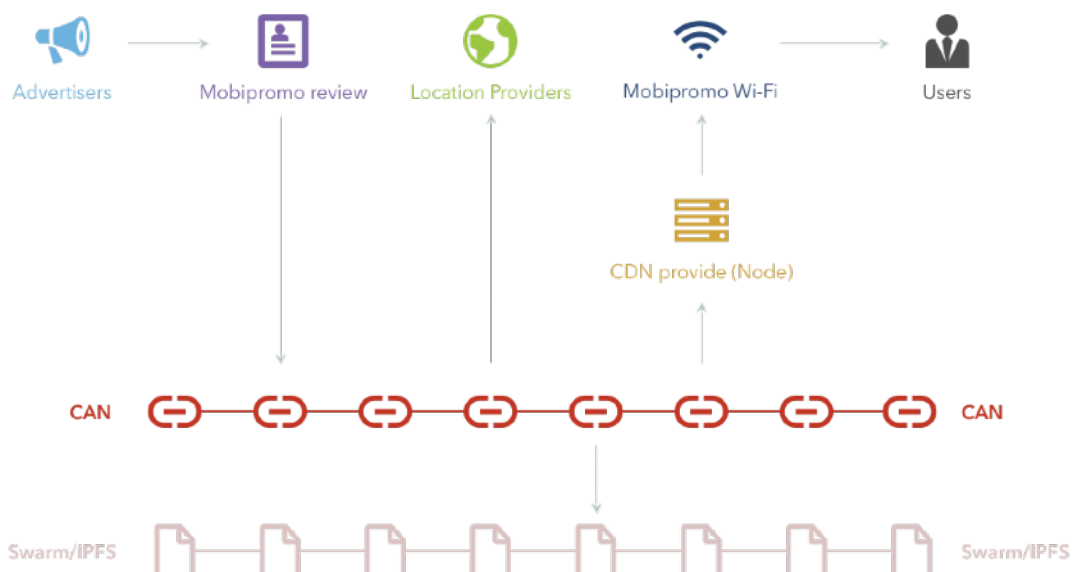 Advertisers
Mobipromo review
Location Providers
Mobipromo Wi-Fi
Users
CDN provide (Node)
CAN
CAN
Swarm/IPFS
Swarm/IPFS